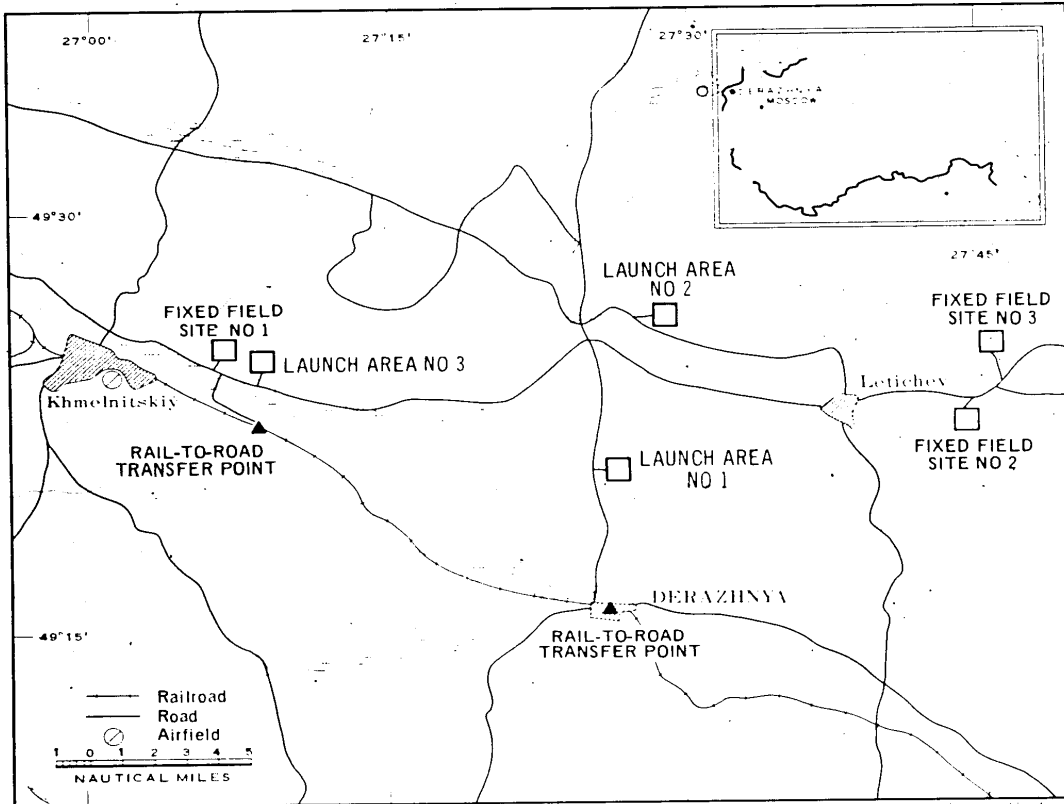 27°00'
27°15'
27°30'
DERAZHNYA
MOSCOW
49°30'
27°45'
LAUNCH AREA
NO 2
FIXED FIELD
SITE NO 1
FIXED FIELD
SITE NO 3
LAUNCH AREA NO 3
Khmelnitskiy
Letichev
RAIL-TO-ROAD
TRANSFER POINT
LAUNCH AREA
NO 1
FIXED FIELD
SITE NO 2
DERAZHNYA
49°15'
RAIL-TO-ROAD
TRANSFER POINT
Railroad
Road
Airfield
1 0 1 2 3 4 5
NAUTICAL MILES